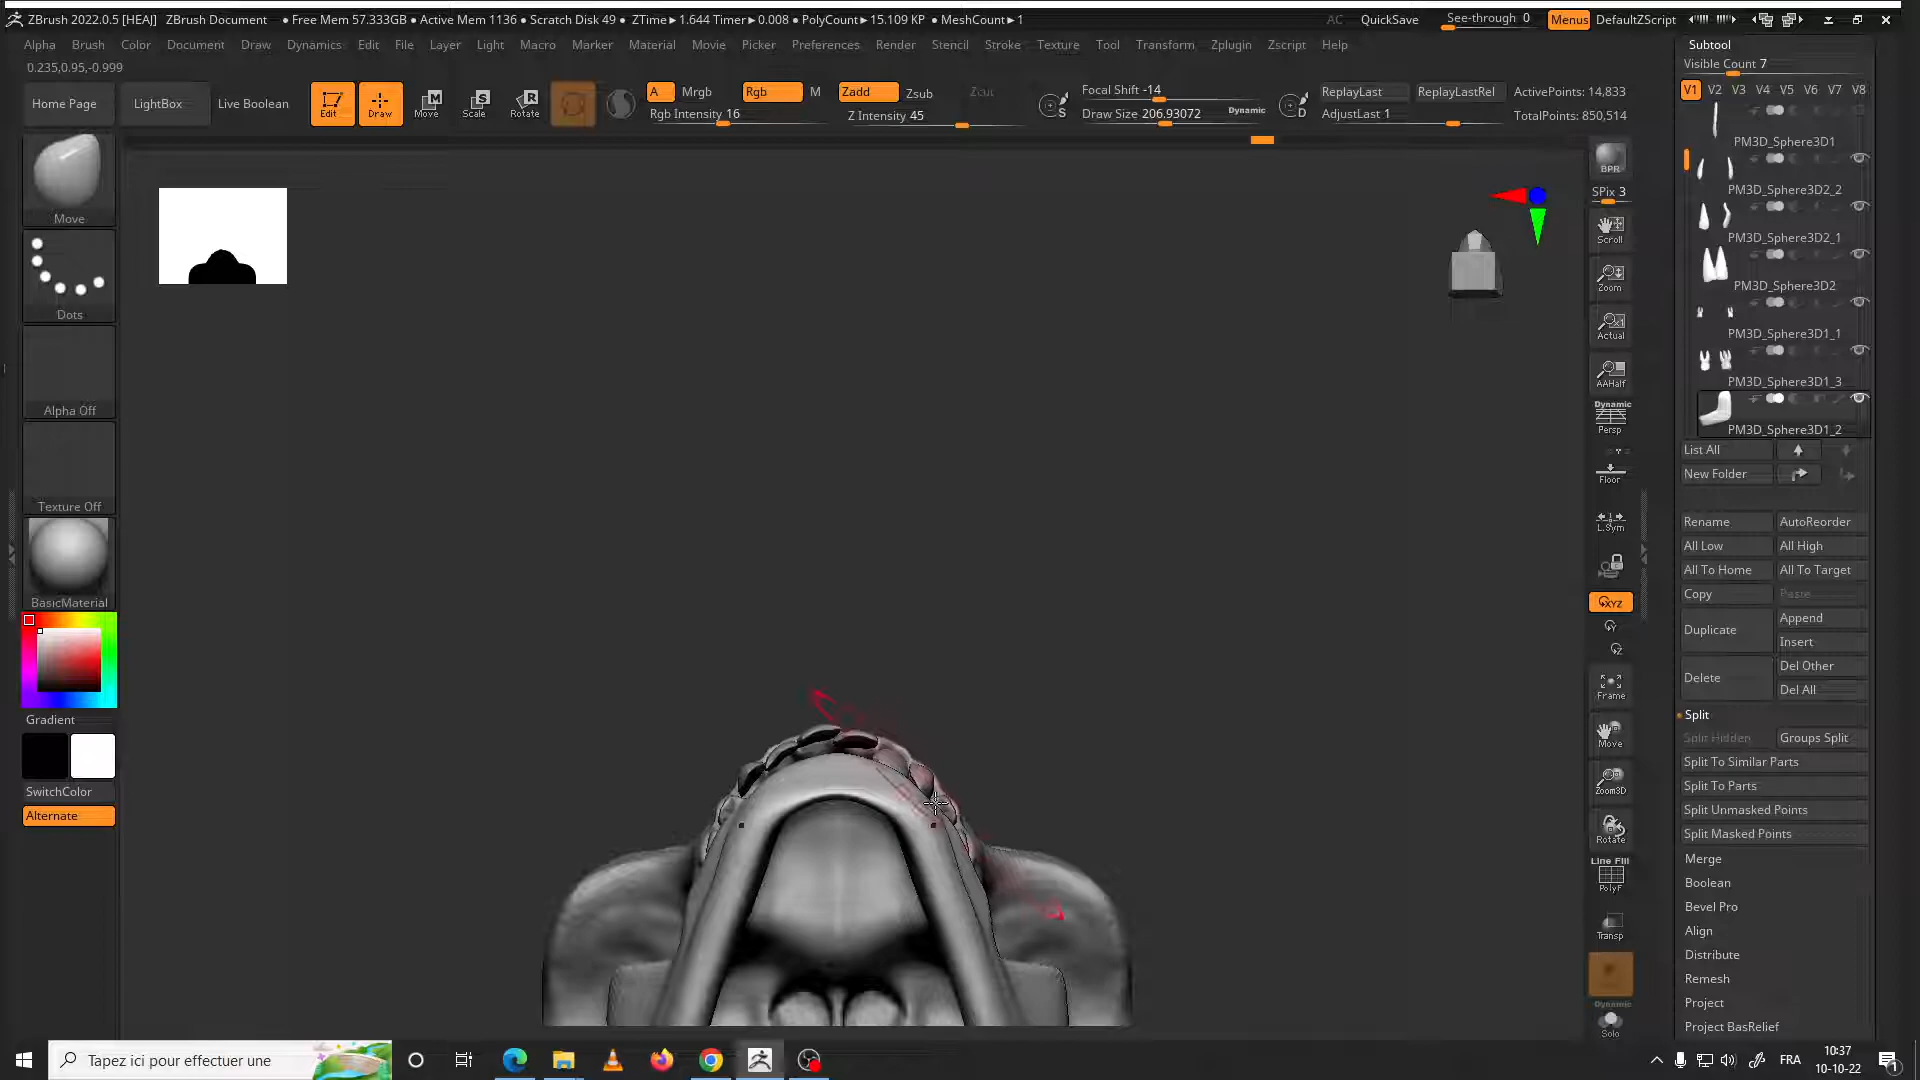 ZBrush 2022.0.5 [HEAJ] ZBrush Document ● Free Mem 57.333GB ● Active Mem 1136 ● Scratch Disk 49 ● ZTime▸1.644 Timer▸0.008 ● PolyCount▸15.109 KP ● MeshCount▸1 AC QuickSave See-through 0 Menus DefaultZScript
Alpha Brush Color Document Draw Dynamics Edit File Layer Light Macro Marker Material Movie Picker Preferences Render Stencil Stroke Texture Tool Transform Zplugin Zscript Help
0.235,0.95,-0.999
Home Page LightBox Live Boolean Edit Draw Move Scale Rotate
A Mrgb Rgb M Zadd Zsub Zcut
Rgb Intensity 16 Z Intensity 45
Focal Shift -14
Draw Size 206.93072 Dynamic
S D
ReplayLast ReplayLastRel ActivePoints: 14,833
AdjustLast 1 TotalPoints: 850,514
Move
Dots
Alpha Off
Texture Off
BasicMaterial
Gradient
SwitchColor
Alternate
BPR
SPix 3
Scroll
Zoom
Actual
AAHalf
Dynamic
Persp
Floor
L.Sym
XYZ
Y
Z
Frame
Move
Zoom3D
Rotate
Line Fill
PolyF
Transp
Dynamic
Solo
Subtool
Visible Count 7
V1 V2 V3 V4 V5 V6 V7 V8
PM3D_Sphere3D1
PM3D_Sphere3D2_2
PM3D_Sphere3D2_1
PM3D_Sphere3D2
PM3D_Sphere3D1_1
PM3D_Sphere3D1_3
PM3D_Sphere3D1_2
List All
New Folder
Rename AutoReorder
All Low All High
All To Home All To Target
Copy Paste
Duplicate Append
Insert
Delete Del Other
Del All
Split
Split Hidden Groups Split
Split To Similar Parts
Split To Parts
Split Unmasked Points
Split Masked Points
Merge
Boolean
Bevel Pro
Align
Distribute
Remesh
Project
Project BasRelief
Tapez ici pour effectuer une
FRA
10:37
10-10-22
1